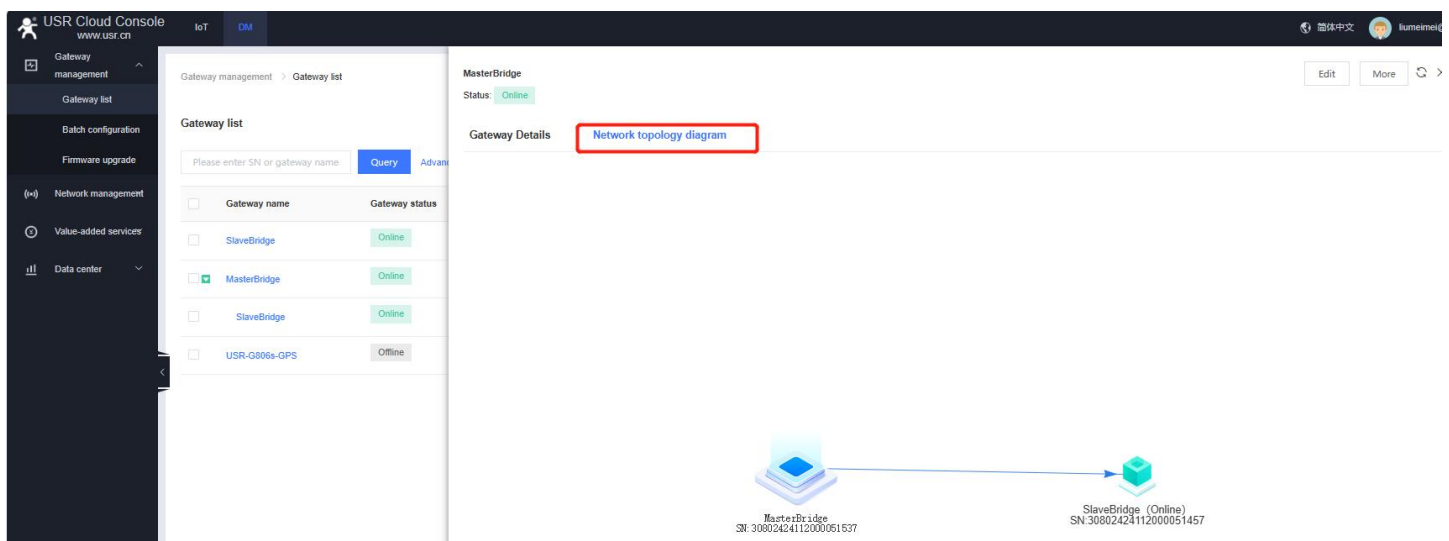 USR Cloud Console
www.usr.cn
IoT
DM
简体中文
liumeimei@
Gateway
management
Gateway list
Batch configuration
Firmware upgrade
Network management
Value-added services
Data center
Gateway management > Gateway list
Gateway list
Please enter SN or gateway name
Query
Advan
Gateway name
Gateway status
SlaveBridge
Online
MasterBridge
Online
SlaveBridge
Online
USR-G806s-GPS
Offline
MasterBridge
Status: Online
Edit
More
Gateway Details
Network topology diagram
MasterBridge
SN:30802424112000051537
SlaveBridge (Online)
SN:30802424112000051457